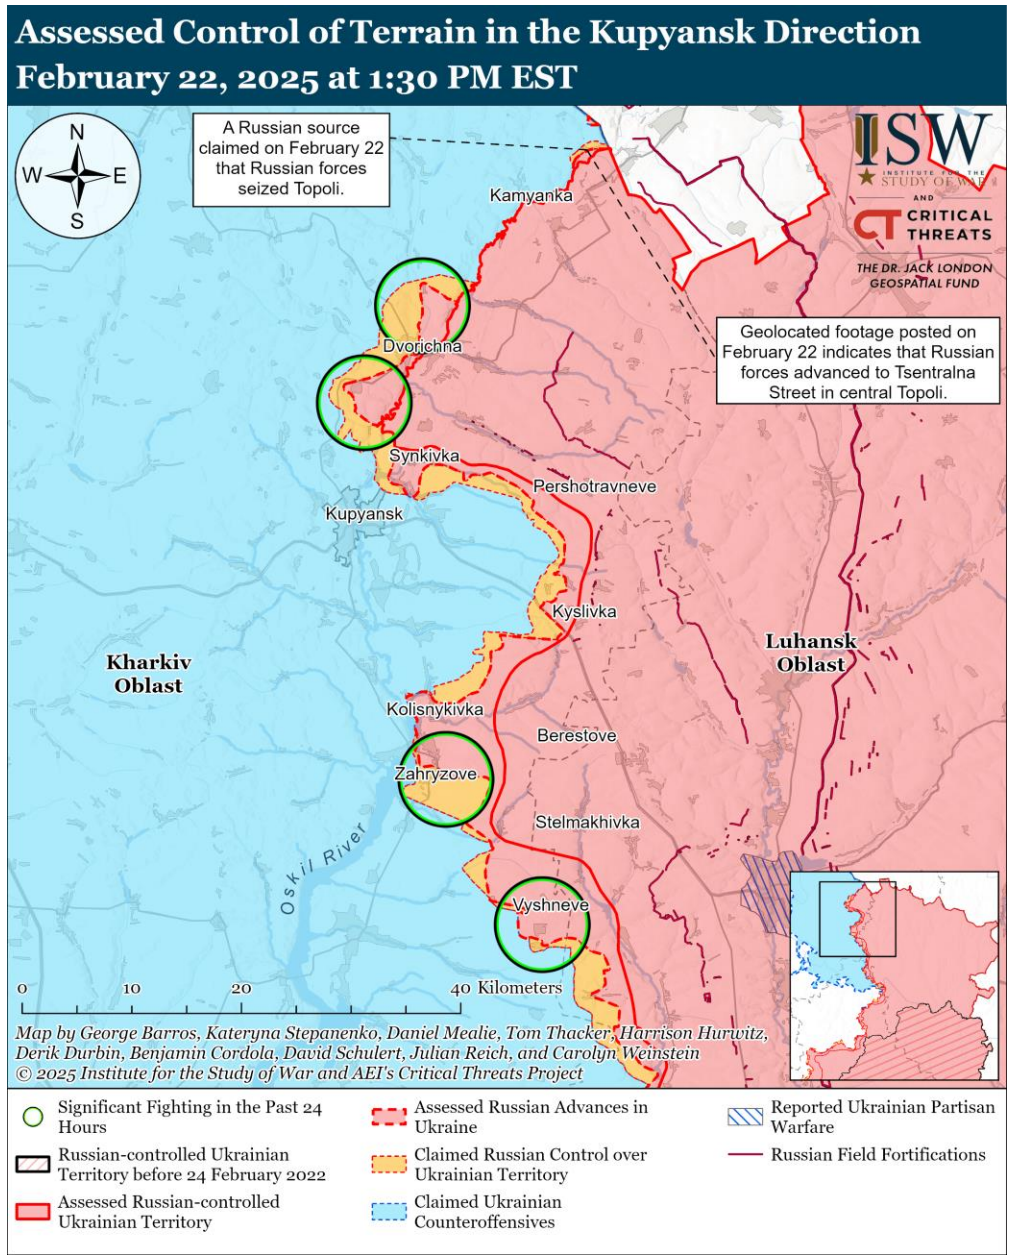 Assessed Control of Terrain in the Kupyansk Direction
February 22, 2025 at 1:30 PM EST
N
W
E
S
A Russian source
claimed on February 22
that Russian forces
seized Topoli.
ISW
INSTITUTE FOR THE
STUDY OF WAR
AND
CT CRITICAL
THREATS
THE DR. JACK LONDON
GEOSPATIAL FUND
Kamyanka
Geolocated footage posted on
February 22 indicates that Russian
forces advanced to Tsentralna
Street in central Topoli.
Dvorichna
Synkivka
Pershotravneve
Kupyansk
Kyslivka
Kharkiv
Oblast
Luhansk
Oblast
Kolisnykivka
Berestove
Zahryzove
Stelmakhivka
Oskil River
Vyshneve
0 10 20 40 Kilometers
Map by George Barros, Kateryna Stepanenko, Daniel Mealie, Tom Thacker, Harrison Hurwitz,
Derik Durbin, Benjamin Cordola, David Schulert, Julian Reich, and Carolyn Weinstein
© 2025 Institute for the Study of War and AEI's Critical Threats Project
Significant Fighting in the Past 24
Hours
Russian-controlled Ukrainian
Territory before 24 February 2022
Assessed Russian-controlled
Ukrainian Territory
Assessed Russian Advances in
Ukraine
Claimed Russian Control over
Ukrainian Territory
Claimed Ukrainian
Counteroffensives
Reported Ukrainian Partisan
Warfare
Russian Field Fortifications